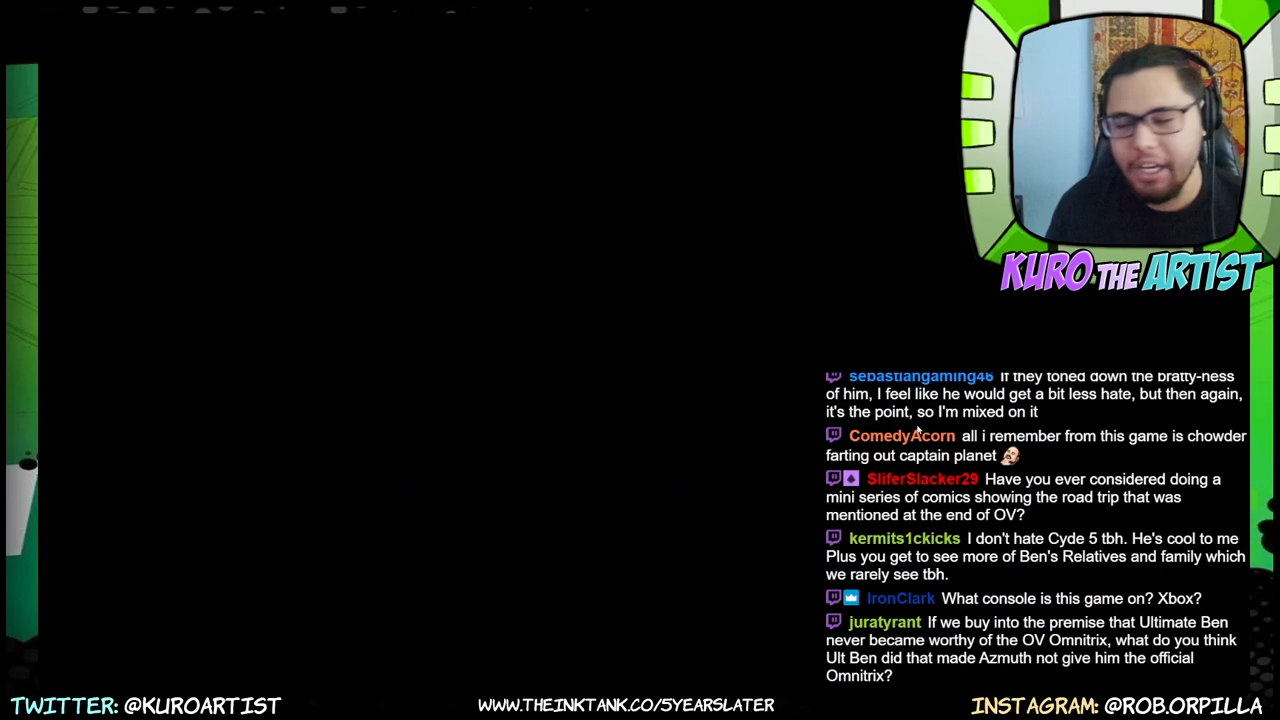 KURO THE ARTIST
sebastiangaming46 If they toned down the bratty-ness
of him, I feel like he would get a bit less hate, but then again,
it's the point, so I'm mixed on it
ComedyAcorn all i remember from this game is chowder
farting out captain planet
SliferSlacker29 Have you ever considered doing a
mini series of comics showing the road trip that was
mentioned at the end of OV?
kermits1ckicks I don't hate Cyde 5 tbh. He's cool to me
Plus you get to see more of Ben's Relatives and family which
we rarely see tbh.
IronClark What console is this game on? Xbox?
juratyrant If we buy into the premise that Ultimate Ben
never became worthy of the OV Omnitrix, what do you think
Ult Ben did that made Azmuth not give him the official
Omnitrix?
TWITTER: @KUROARTIST WWW.THEINKTANK.CO/5YEARSLATER INSTAGRAM: @ROB.ORPILLA